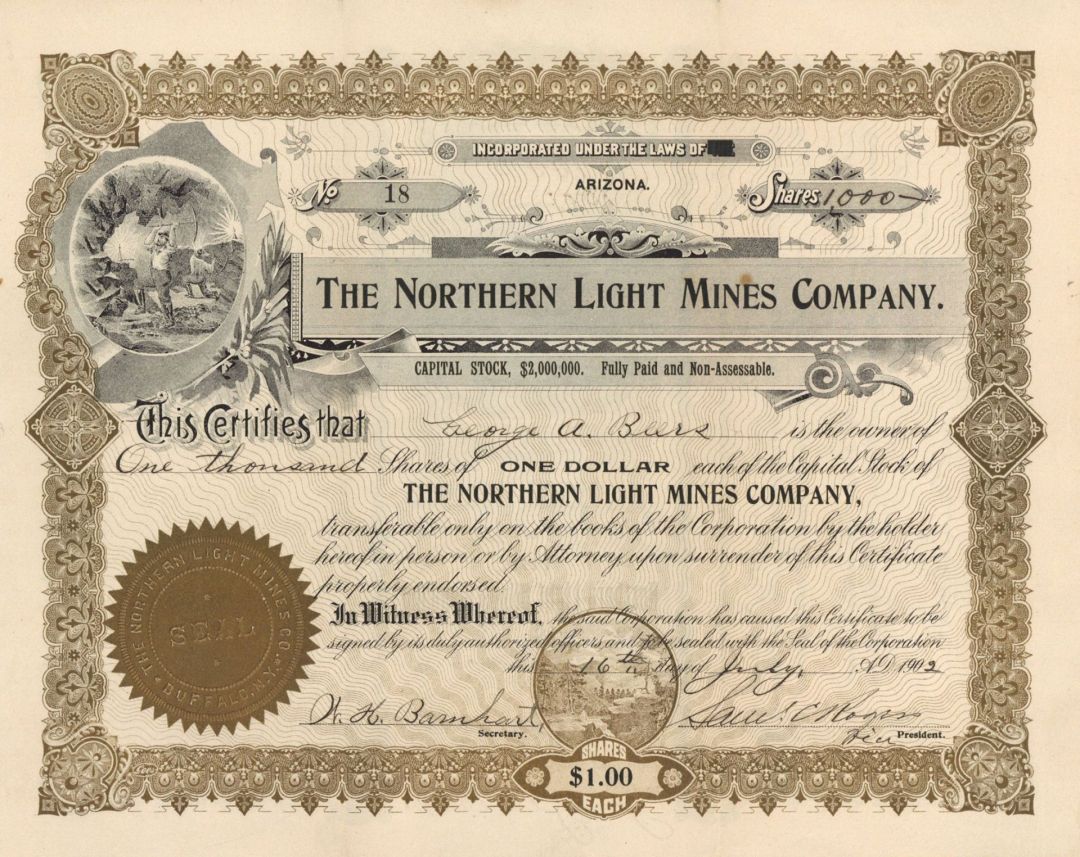 INCORPORATED UNDER THE LAWS OF
No 18
ARIZONA.
Shares 1000
THE NORTHERN LIGHT MINES COMPANY.
CAPITAL STOCK, $2,000,000. Fully Paid and Non-Assessable.
This Certifies that George A. Beers is the owner of
One thousand Shares of ONE DOLLAR each of the Capital Stock of
THE NORTHERN LIGHT MINES COMPANY,
transferable only on the books of the Corporation by the holder
hereof in person or by Attorney upon surrender of this Certificate
properly endorsed.
In Witness Whereof, the said Corporation has caused this Certificate to be
signed by its duly authorized officers and to be sealed with the Seal of the Corporation
this 16th day of July, A.D. 1902
THE NORTHERN LIGHT MINES CO.
SEAL
BUFFALO N.Y.
W. H. Barnhart,
Secretary.
Saml. C Rogers
Vice President.
SHARES
$1.00
EACH